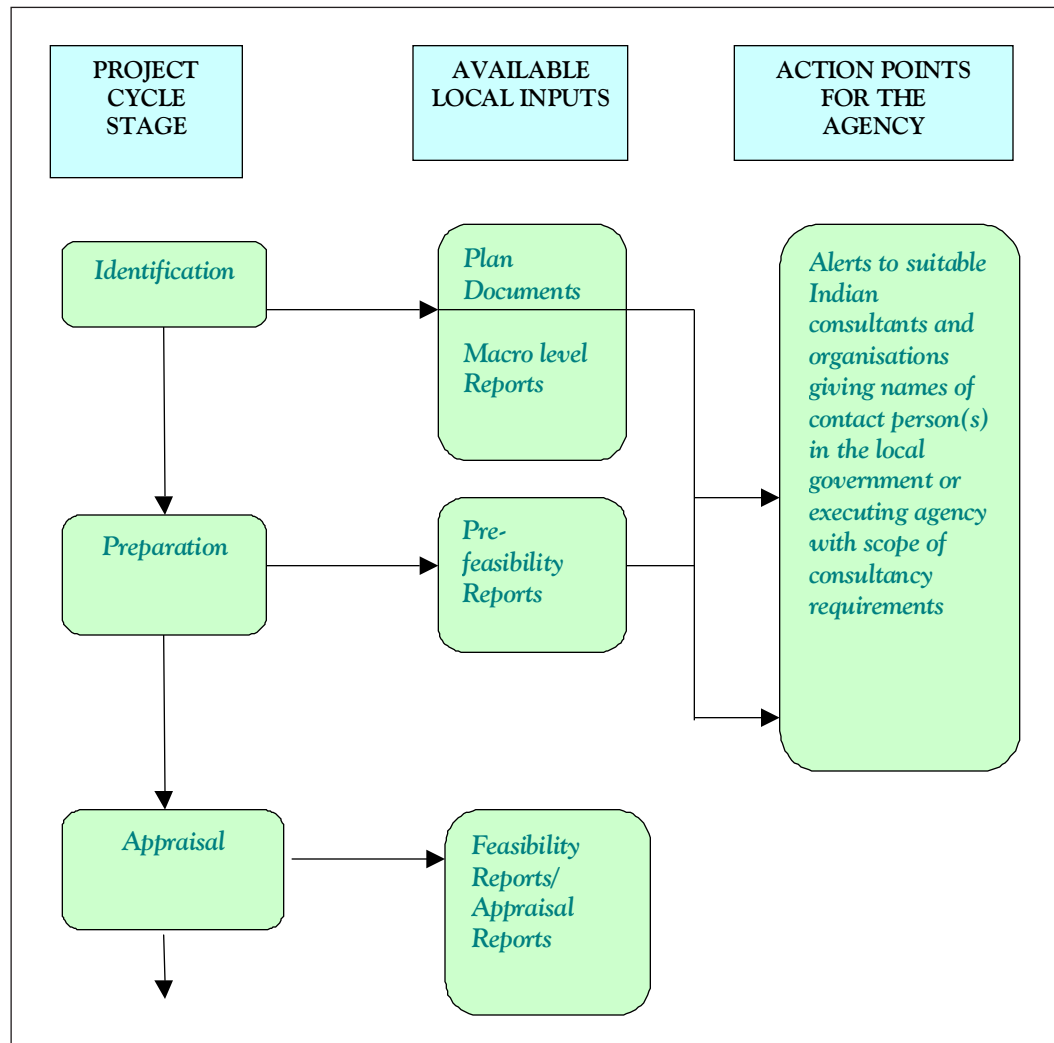 PROJECT
CYCLE
STAGE
AVAILABLE
LOCAL INPUTS
ACTION POINTS
FOR THE
AGENCY
Identification
Plan
Documents
Macro level
Reports
Alerts to suitable
Indian
consultants and
organisations
giving names of
contact person(s)
in the local
government or
executing agency
with scope of
consultancy
requirements
Preparation
Pre-
feasibility
Reports
Appraisal
Feasibility
Reports/
Appraisal
Reports